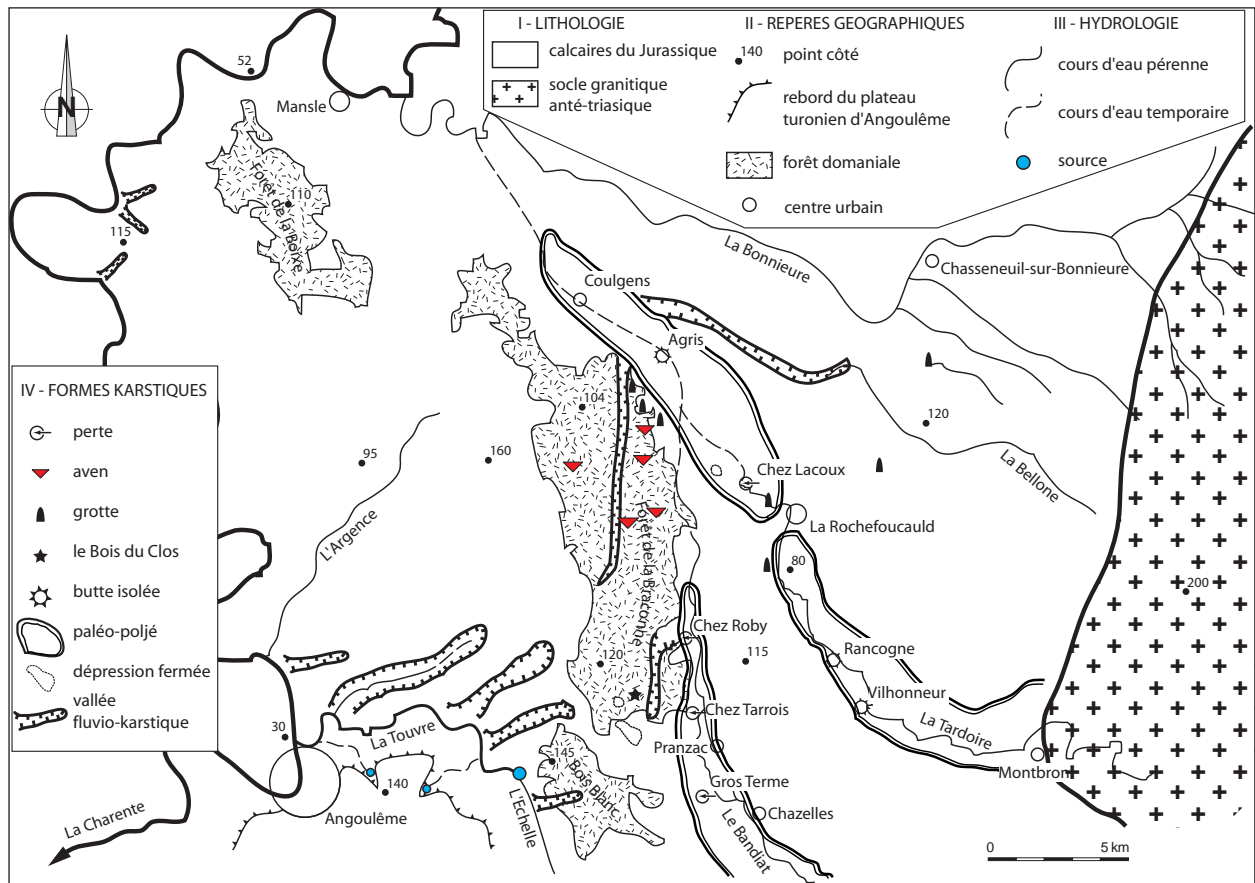 I - LITHOLOGIE
calcaires du Jurassique
socle granitique
anté-triasique
II - REPERES GEOGRAPHIQUES
140
point côté
rebord du plateau
turonien d'Angoulême
forêt domaniale
centre urbain
III - HYDROLOGIE
cours d'eau pérenne
cours d'eau temporaire
source
N
52
Mansle
Forêt de la Boixe
110
115
La Bonnieure
Chasseneuil-sur-Bonnieure
Coulgens
Agris
IV - FORMES KARSTIQUES
perte
aven
grotte
le Bois du Clos
butte isolée
paléo-poljé
dépression fermée
vallée
fluvio-karstique
104
95
160
120
La Bellone
Chez Lacoux
La Rochefoucauld
L'Argence
Forêt de la Braconne
80
200
Chez Roby
Rancogne
120
115
Vilhonneur
Chez Tarrois
La Tardoire
30
La Touvre
Pranzac
Montbron
145
Bois Blanc
140
Gros Terme
Angoulême
L'Echelle
Chazelles
Le Bandiat
La Charente
0
5 km